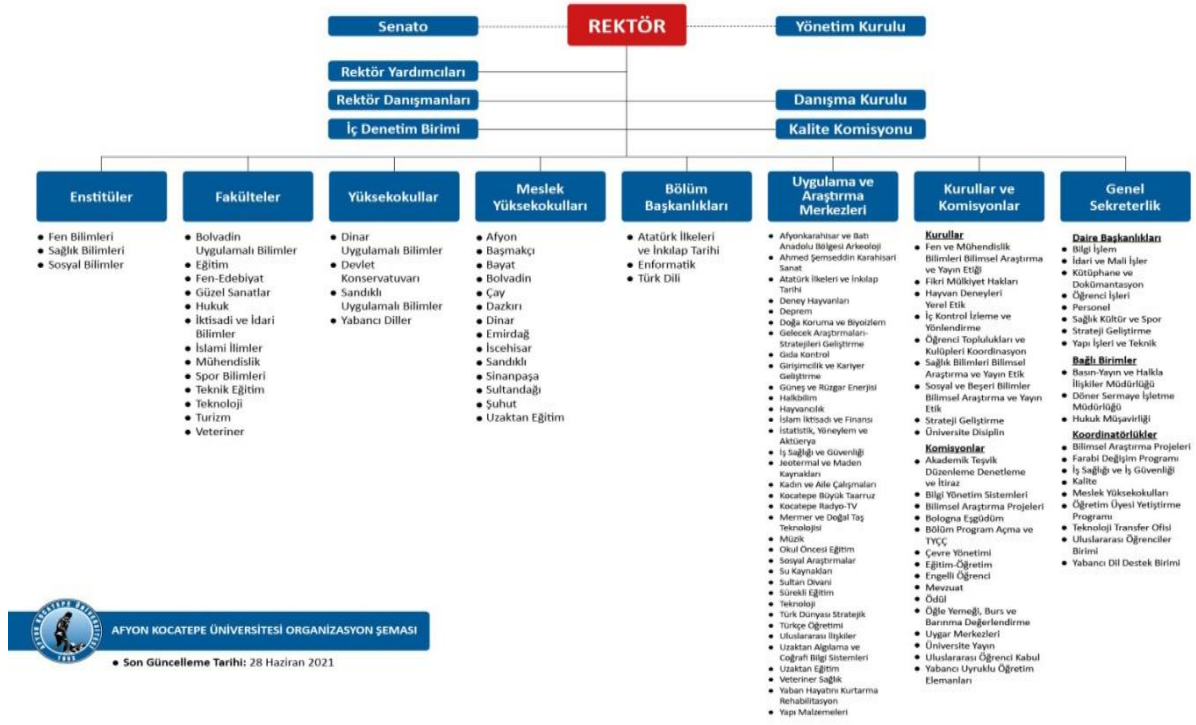 Senato
REKTÖR
Yönetim Kurulu
Rektör Yardımcıları
Rektör Danışmanları
Danışma Kurulu
İç Denetim Birimi
Kalite Komisyonu
Enstitüler
• Fen Bilimleri
• Sağlık Bilimleri
• Sosyal Bilimler
Fakülteler
• Bolvadin
Uygulamalı Bilimler
• Eğitim
• Fen-Edebiyat
• Güzel Sanatlar
• Hukuk
• İktisadi ve İdari
Bilimler
• İslami İlimler
• Mühendislik
• Spor Bilimleri
• Teknik Eğitim
• Teknoloji
• Turizm
• Veteriner
Yüksekokullar
• Dinar
Uygulamalı Bilimler
• Devlet
Konservatuvarı
• Sandıklı
Uygulamalı Bilimler
• Yabancı Diller
Meslek
Yüksekokulları
• Afyon
• Başmakçı
• Bayat
• Bolvadin
• Çay
• Dazkırı
• Dinar
• Emirdağ
• İscehisar
• Sandıklı
• Sinanpaşa
• Sultandağı
• Şuhut
• Uzaktan Eğitim
Bölüm
Başkanlıkları
• Atatürk İlkeleri
ve İnkılap Tarihi
• Enformatik
• Türk Dili
Uygulama ve
Araştırma
Merkezleri
• Afyonkarahisar ve Batı
Anadolu Bölgesi Arkeoloji
• Ahmed Şemseddin Karahisari
Sanat
• Atatürk İlkeleri ve İnkılap
Tarihi
• Deney Hayvanları
• Deprem
• Doğa Koruma ve Biyoizlem
• Gelecek Araştırmaları-
Stratejileri Geliştirme
• Gıda Kontrol
• Girişimcilik ve Kariyer
Geliştirme
• Güneş ve Rüzgar Enerjisi
• Halkbilim
• Hayvancılık
• İslam İktisadı ve Finansı
• İstatistik, Yöneylem ve
Aktüerya
• İş Sağlığı ve Güvenliği
• Jeotermal ve Maden
Kaynakları
• Kadın ve Aile Çalışmaları
• Kocatepe Büyük Taarruz
• Kocatepe Radyo-TV
• Mermer ve Doğal Taş
Teknolojisi
• Müzik
• Okul Öncesi Eğitim
• Sosyal Araştırmalar
• Su Kaynakları
• Sultan Divani
• Sürekli Eğitim
• Teknoloji
• Türk Dünyası Stratejik
• Türkçe Öğretimi
• Uluslararası İlişkiler
• Uzaktan Algılama ve
Coğrafi Bilgi Sistemleri
• Uzaktan Eğitim
• Veteriner Sağlık
• Yaban Hayatını Kurtarma
Rehabilitasyon
• Yapı Malzemeleri
Kurullar ve
Komisyonlar
Kurullar
• Fen ve Mühendislik
Bilimleri Bilimsel Araştırma
ve Yayın Etiği
• Fikri Mülkiyet Hakları
• Hayvan Deneyleri
Yerel Etik
• İç Kontrol İzleme ve
Yönlendirme
• Öğrenci Toplulukları ve
Kulüpleri Koordinasyon
• Sağlık Bilimleri Bilimsel
Araştırma ve Yayın Etik
• Sosyal ve Beşeri Bilimler
Bilimsel Araştırma ve Yayın
Etik
• Strateji Geliştirme
• Üniversite Disiplin
Komisyonlar
• Akademik Teşvik
Düzenleme Denetleme
ve İtiraz
• Bilgi Yönetim Sistemleri
• Bilimsel Araştırma Projeleri
• Bologna Eşgüdüm
• Bölüm Program Açma ve
TYÇÇ
• Çevre Yönetimi
• Eğitim-Öğretim
• Engelli Öğrenci
• Mevzuat
• Ödül
• Öğle Yemeği, Burs ve
Barınma Değerlendirme
• Uygar Merkezleri
• Üniversite Yayın
• Uluslararası Öğrenci Kabul
• Yabancı Uyruklu Öğretim
Elemanları
Genel
Sekreterlik
Daire Başkanlıkları
• Bilgi İşlem
• İdari ve Mali İşler
• Kütüphane ve
Dokümantasyon
• Öğrenci İşleri
• Personel
• Sağlık Kültür ve Spor
• Strateji Geliştirme
• Yapı İşleri ve Teknik
Bağlı Birimler
• Basın-Yayın ve Halkla
İlişkiler Müdürlüğü
• Döner Sermaye İşletme
Müdürlüğü
• Hukuk Müşavirliği
Koordinatörlükler
• Bilimsel Araştırma Projeleri
• Farabi Değişim Programı
• İş Sağlığı ve İş Güvenliği
• Kalite
• Meslek Yüksekokulları
• Öğretim Üyesi Yetiştirme
Programı
• Teknoloji Transfer Ofisi
• Uluslararası Öğrenciler
Birimi
• Yabancı Dil Destek Birimi
AFYON KOCATEPE ÜNİVERSİTESİ
1992
AFYON KOCATEPE ÜNİVERSİTESİ ORGANİZASYON ŞEMASI
• Son Güncelleme Tarihi: 28 Haziran 2021